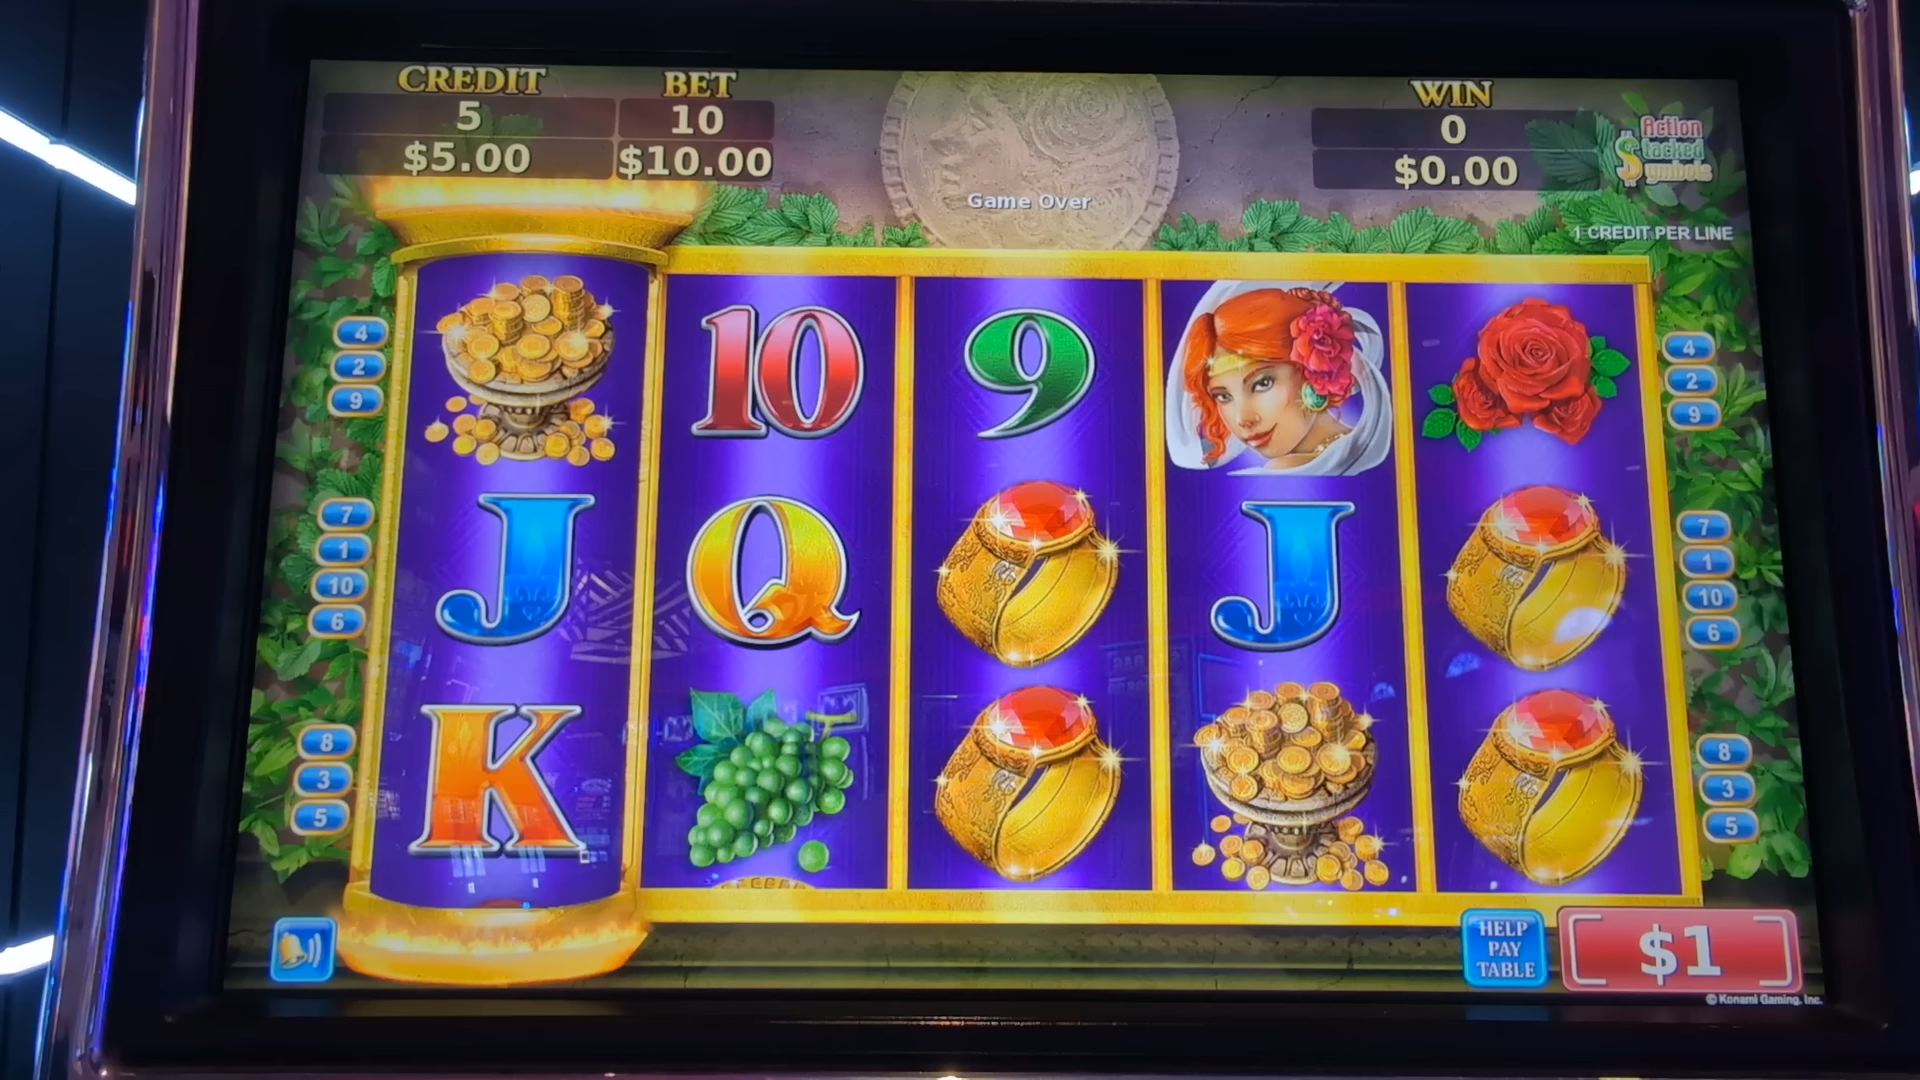 CREDIT
BET
WIN
5
10
0
$5.00
$10.00
$0.00
Action
$tacked
$ymbols
Game Over
1 CREDIT PER LINE
4
2
9
10
9
4
2
9
7
1
10
6
J
Q
J
7
1
10
6
8
3
5
K
8
3
5
HELP
PAY
TABLE
$1
© Konami Gaming, Inc.